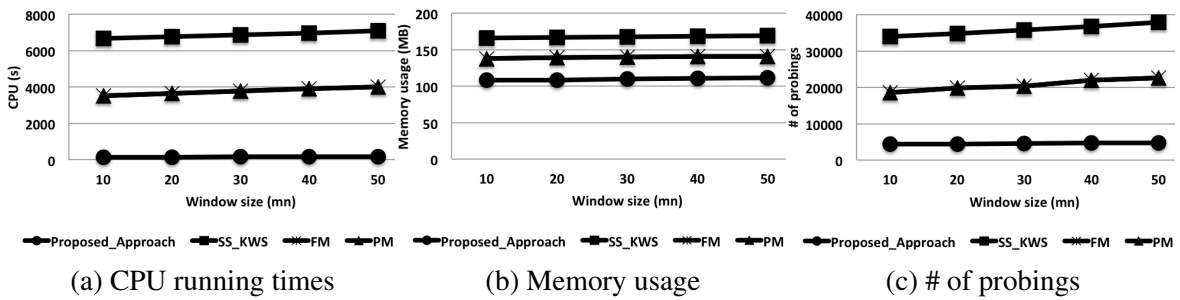 8000
6000
4000
2000
0
CPU (s)
10 20 30 40 50
Window size (mn)
Proposed_Approach SS_KWS FM PM
(a) CPU running times
200
150
100
50
0
Memory usage (MB)
10 20 30 40 50
Window size (mn)
Proposed_Approach SS_KWS FM PM
(b) Memory usage
40000
30000
20000
10000
0
# of probings
10 20 30 40 50
Window size (mn)
Proposed_Approach SS_KWS FM PM
(c) # of probings